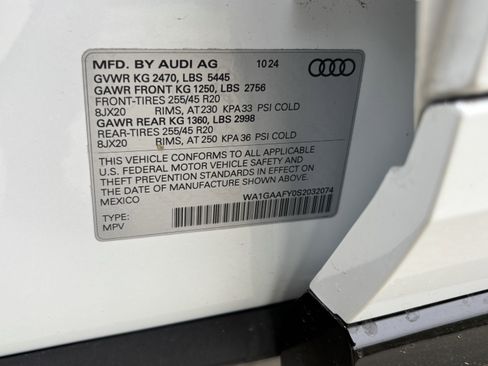 MFD. BY AUDI AG 10 24
GVWR KG 2470, LBS 5445
GAWR FRONT KG 1250, LBS 2756
FRONT-TIRES 255/45 R20
8JX20 RIMS, AT 230 KPA 33 PSI COLD
GAWR REAR KG 1360, LBS 2998
REAR-TIRES 255/45 R20
8JX20 RIMS, AT 250 KPA 36 PSI COLD
THIS VEHICLE CONFORMS TO ALL APPLICABLE
U.S. FEDERAL MOTOR VEHICLE SAFETY AND
THEFT PREVENTION STANDARDS IN EFFECT ON
THE DATE OF MANUFACTURE SHOWN ABOVE.
MEXICO
WA1GAAFY0S2032074
TYPE:
MPV